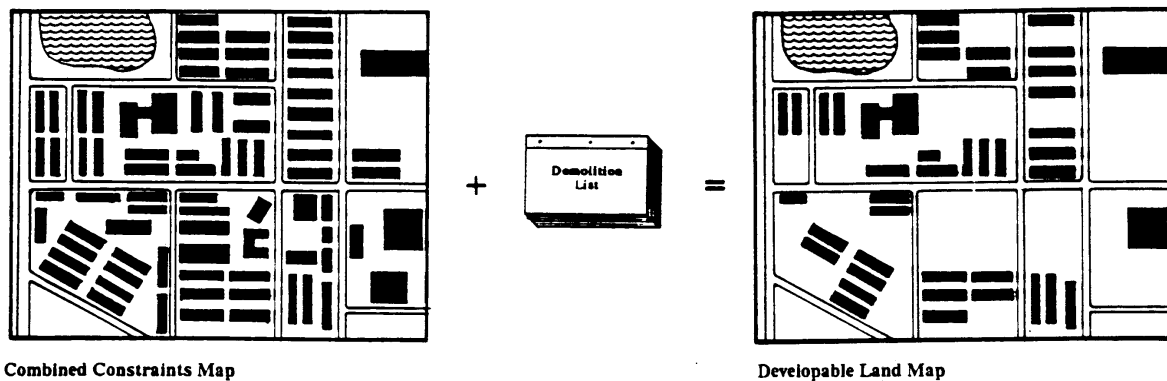 +
Demolition
List
=
Combined Constraints Map
Developable Land Map